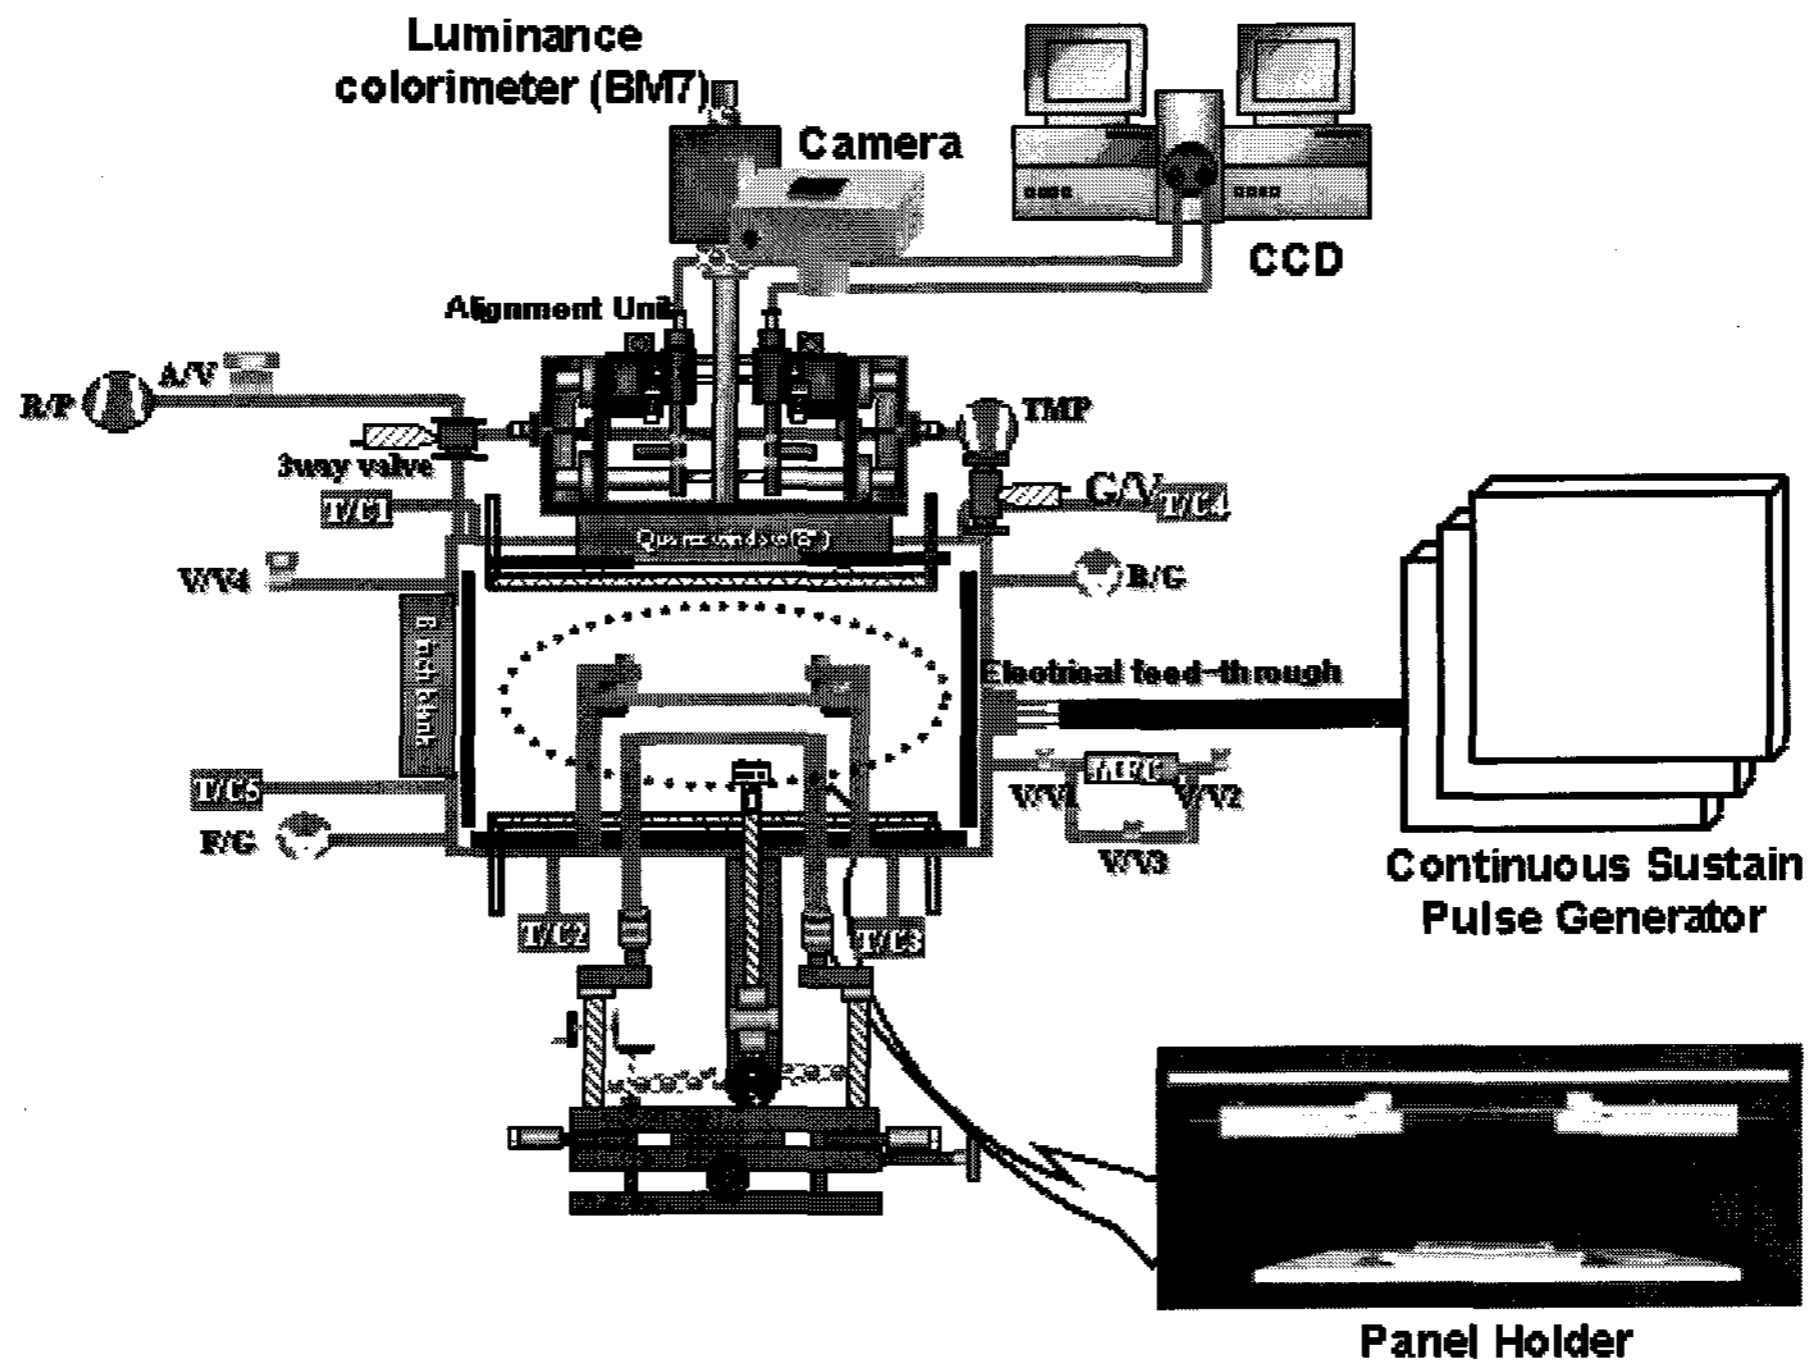 Luminance
colorimeter (BM7)
Camera
CCD
Alignment Unit
A/V
R/P
TMP
3way valve
T/C1
G/V
T/C4
V/V4
B/G
Electrical feed-through
T/C5
MFC
V/V1
V/V2
P/G
V/V3
Continuous Sustain
Pulse Generator
T/C2
T/C3
Panel Holder